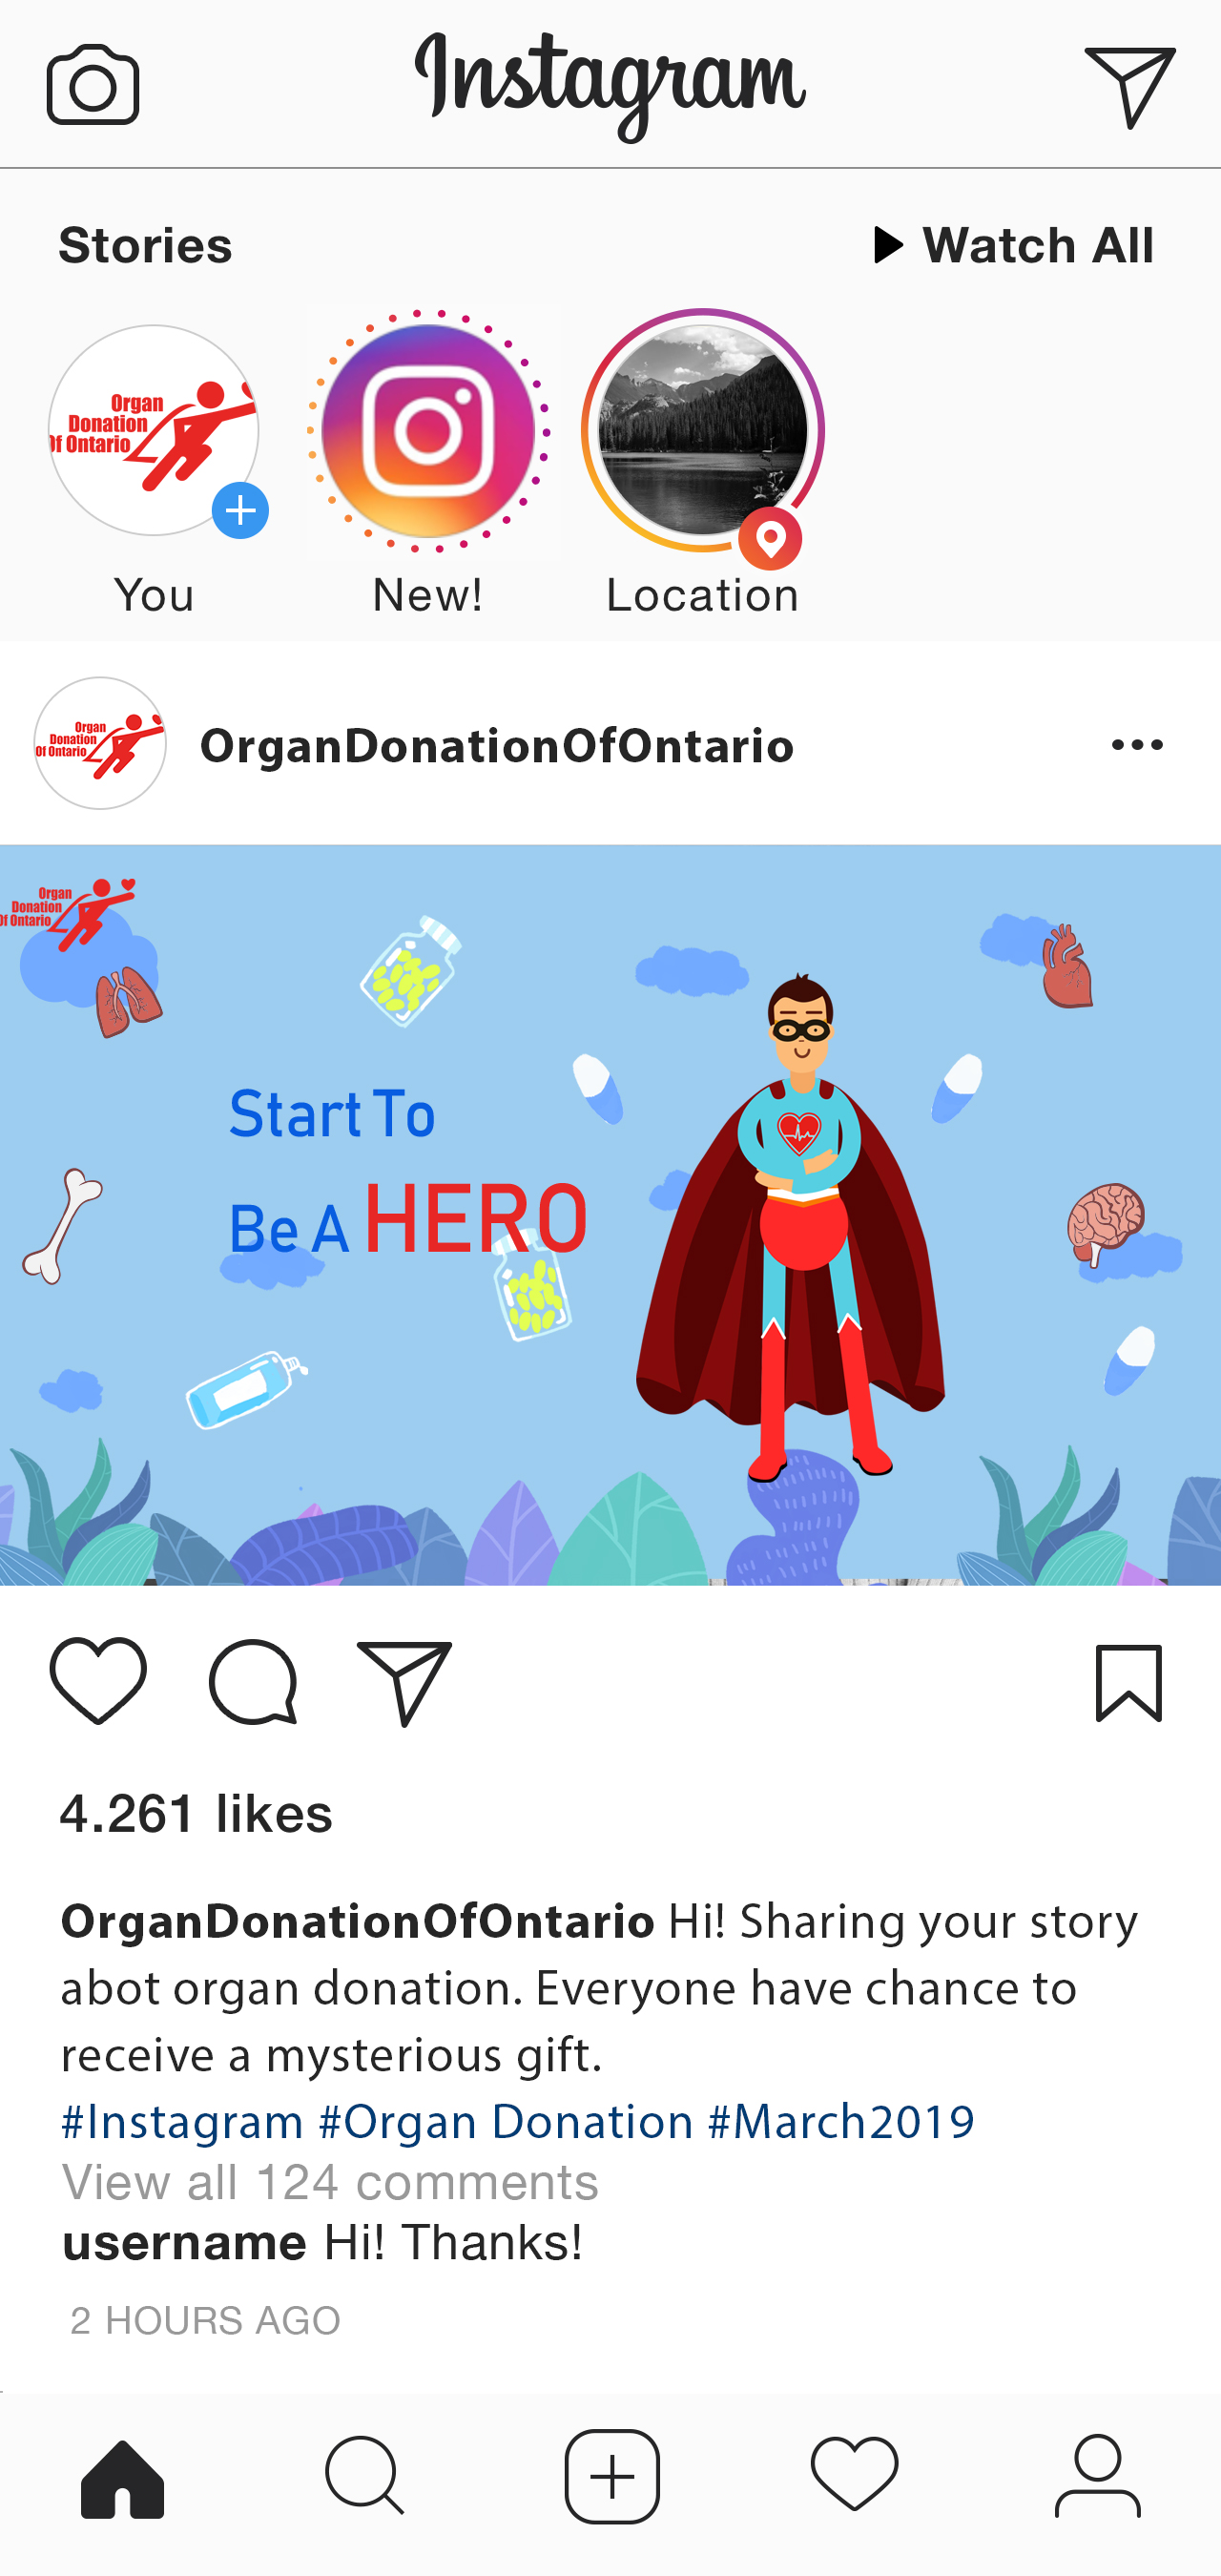 Instagram
Stories
Watch All
Organ
Donation
Of Ontario
You
New!
Location
Organ
Donation
Of Ontario
OrganDonationOfOntario
Organ
Donation
Of Ontario
Start To
Be A HERO
4.261 likes
OrganDonationOfOntario Hi! Sharing your story
abot organ donation. Everyone have chance to
receive a mysterious gift.
#Instagram #Organ Donation #March2019
View all 124 comments
username Hi! Thanks!
2 HOURS AGO